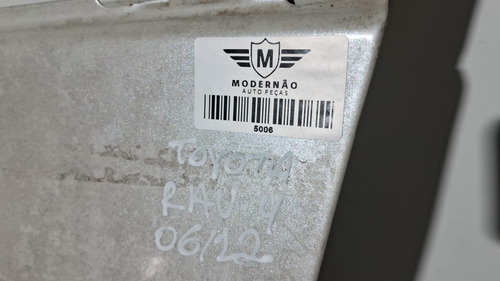 M
MODERNÃO
AUTO PEÇAS
5006
TOYOTA
RAV 4
06/12